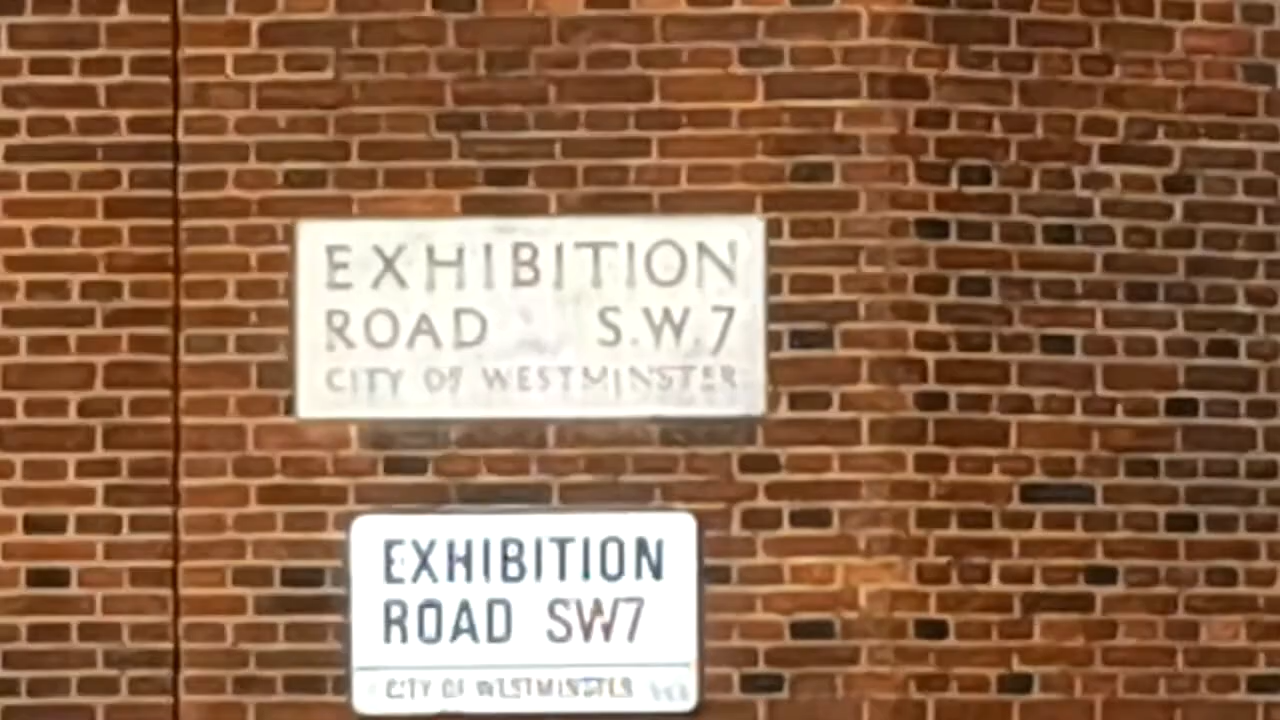 EXHIBITION
ROAD S.W.7
CITY OF WESTMINSTER
EXHIBITION
ROAD SW7
CITY OF WESTMINSTER